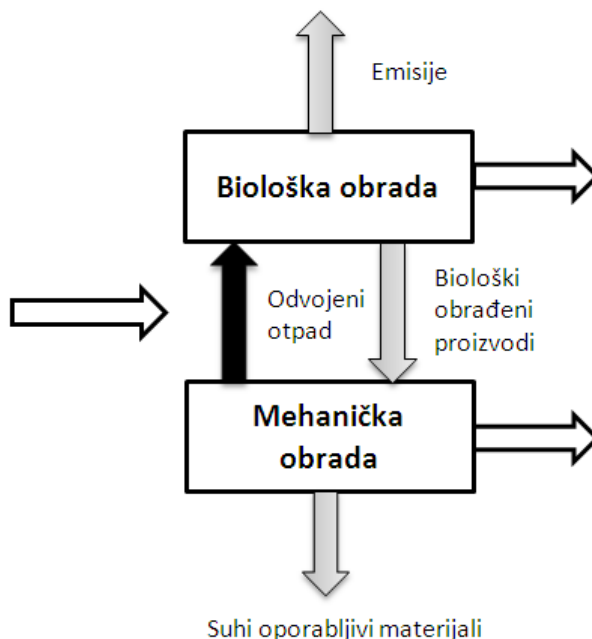 Emisije
Biološka obrada
Odvojeni
otpad
Biološki
obrađeni
proizvodi
Mehanička
obrada
Suhi oporabljivi materijali